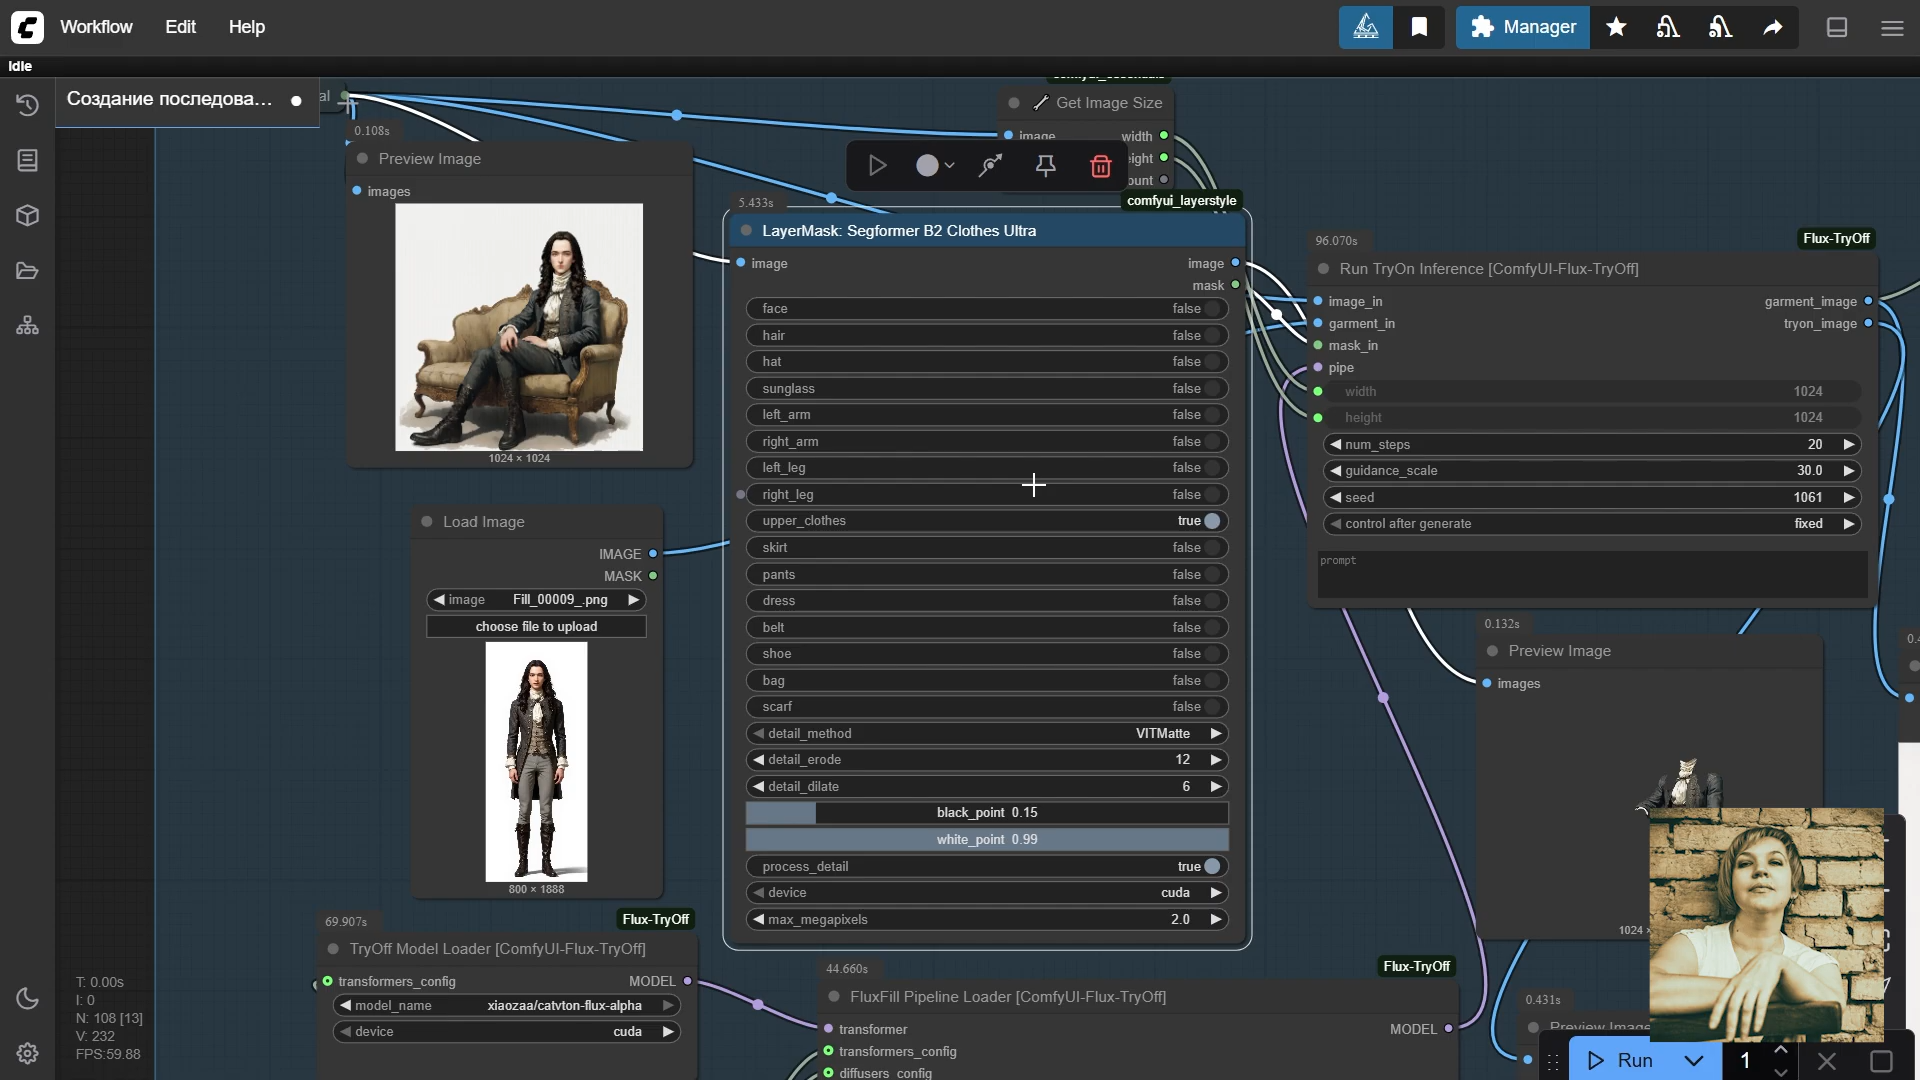 Workflow
Edit
Help
Manager
Idle
Создание последова...
al
0.108s
Preview Image
images
1024 × 1024
Get Image Size
image
width
eight
ount
5.433s
comfyui_layerstyle
LayerMask: Segformer B2 Clothes Ultra
image
image
mask
face false
hair false
hat false
sunglass false
left_arm false
right_arm false
left_leg false
right_leg false
upper_clothes true
skirt false
pants false
dress false
belt false
shoe false
bag false
scarf false
detail_method VITMatte
detail_erode 12
detail_dilate 6
black_point 0.15
white_point 0.99
process_detail true
device cuda
max_megapixels 2.0
Load Image
IMAGE
MASK
image Fill_00009_.png
choose file to upload
800 × 1888
96.070s
Flux-TryOff
Run TryOn Inference [ComfyUI-Flux-TryOff]
image_in garment_image
garment_in tryon_image
mask_in
pipe
width 1024
height 1024
num_steps 20
guidance_scale 30.0
seed 1061
control after generate fixed
prompt
0.132s
Preview Image
images
1024
69.907s
Flux-TryOff
TryOff Model Loader [ComfyUI-Flux-TryOff]
transformers_config MODEL
model_name xiaozaa/catvton-flux-alpha
device cuda
44.660s
Flux-TryOff
FluxFill Pipeline Loader [ComfyUI-Flux-TryOff]
transformer MODEL
transformers_config
diffusers_config
0.431s
Preview Image
T: 0.00s
I: 0
N: 108 [13]
V: 232
FPS:59.88
Run
1